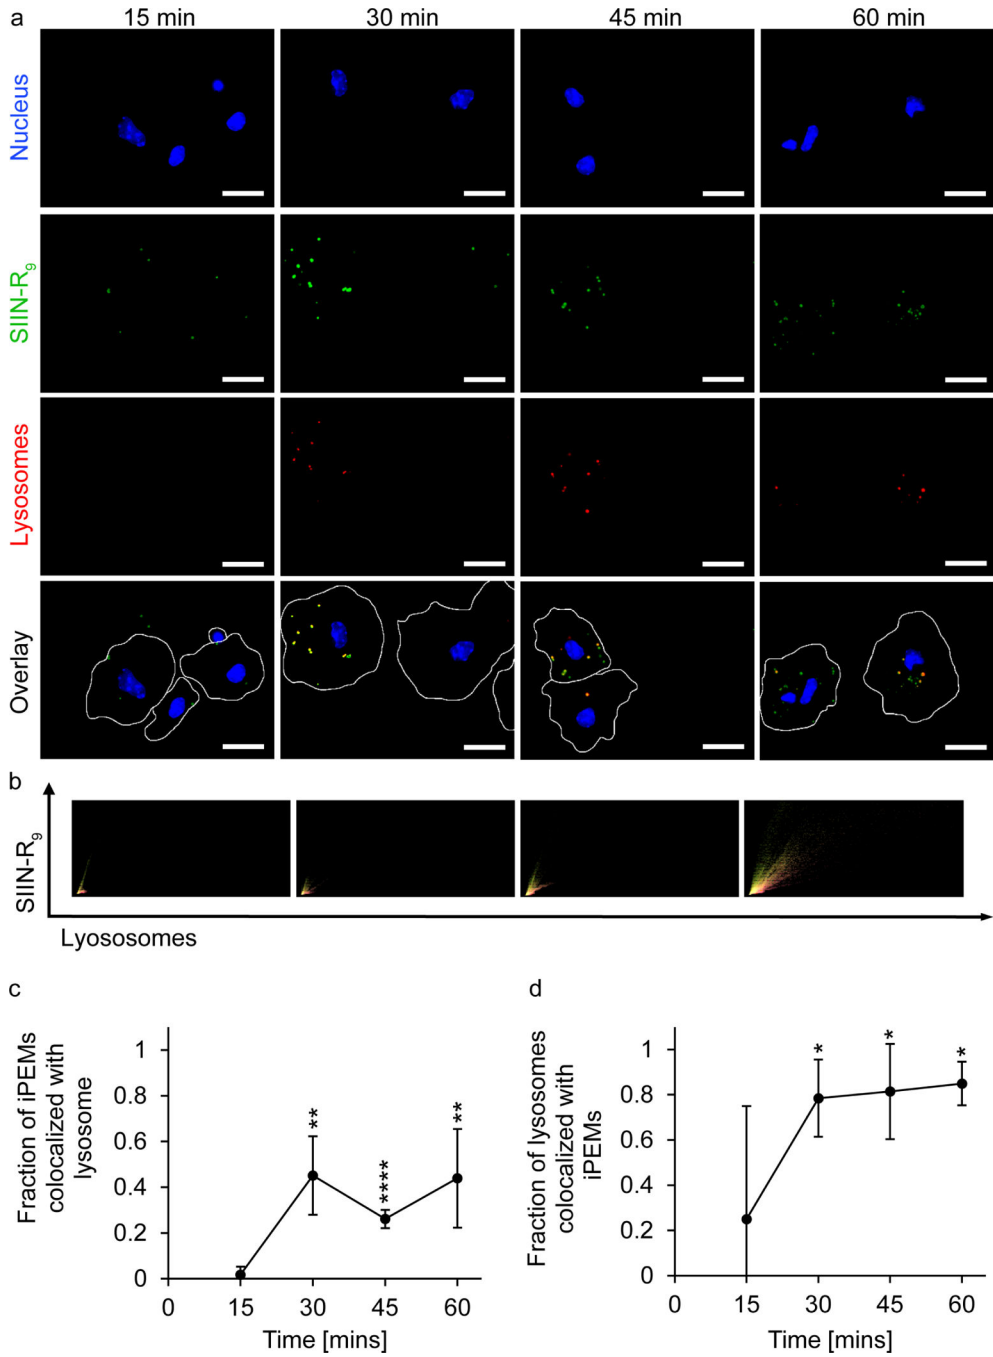 a
15 min 30 min 45 min 60 min
Nucleus
SIIN-R₉
Lysosomes
Overlay
b
SIIN-R₉
Lyososomes
c
Fraction of iPEMs
colocalized with
lysosome
1
0.8
0.6
0.4
0.2
0
** **** **
0 15 30 45 60
Time [mins]
d
Fraction of lysosomes
colocalized with
iPEMs
1
0.8
0.6
0.4
0.2
0
* * *
0 15 30 45 60
Time [mins]